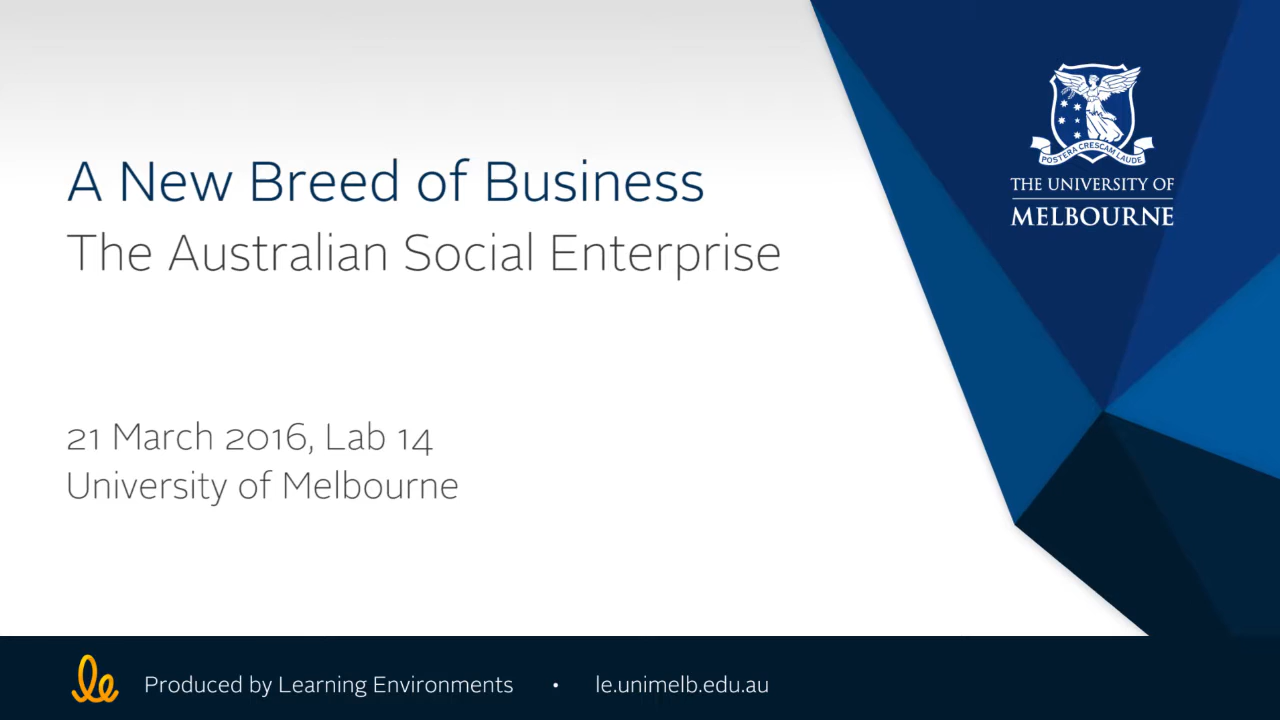 A New Breed of Business
The Australian Social Enterprise
21 March 2016, Lab 14
University of Melbourne
POSTERA CRESCAM LAUDE
THE UNIVERSITY OF
MELBOURNE
le Produced by Learning Environments • le.unimelb.edu.au